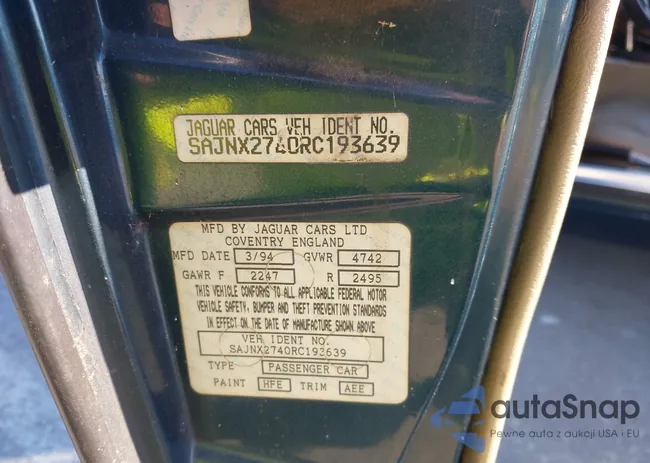 JAGUAR CARS VEH IDENT NO.
SAJNX2740RC193639
MFD BY JAGUAR CARS LTD
COVENTRY ENGLAND
MFD DATE 3/94 GVWR 4742
GAWR F 2247 R 2495
THIS VEHICLE CONFORMS TO ALL APPLICABLE FEDERAL MOTOR
VEHICLE SAFETY, BUMPER AND THEFT PREVENTION STANDARDS
IN EFFECT ON THE DATE OF MANUFACTURE SHOWN ABOVE
VEH IDENT NO.
SAJNX2740RC193639
TYPE PASSENGER CAR
PAINT HFE TRIM AEE
autaSnap
Pewne auta z aukcji USA i EU